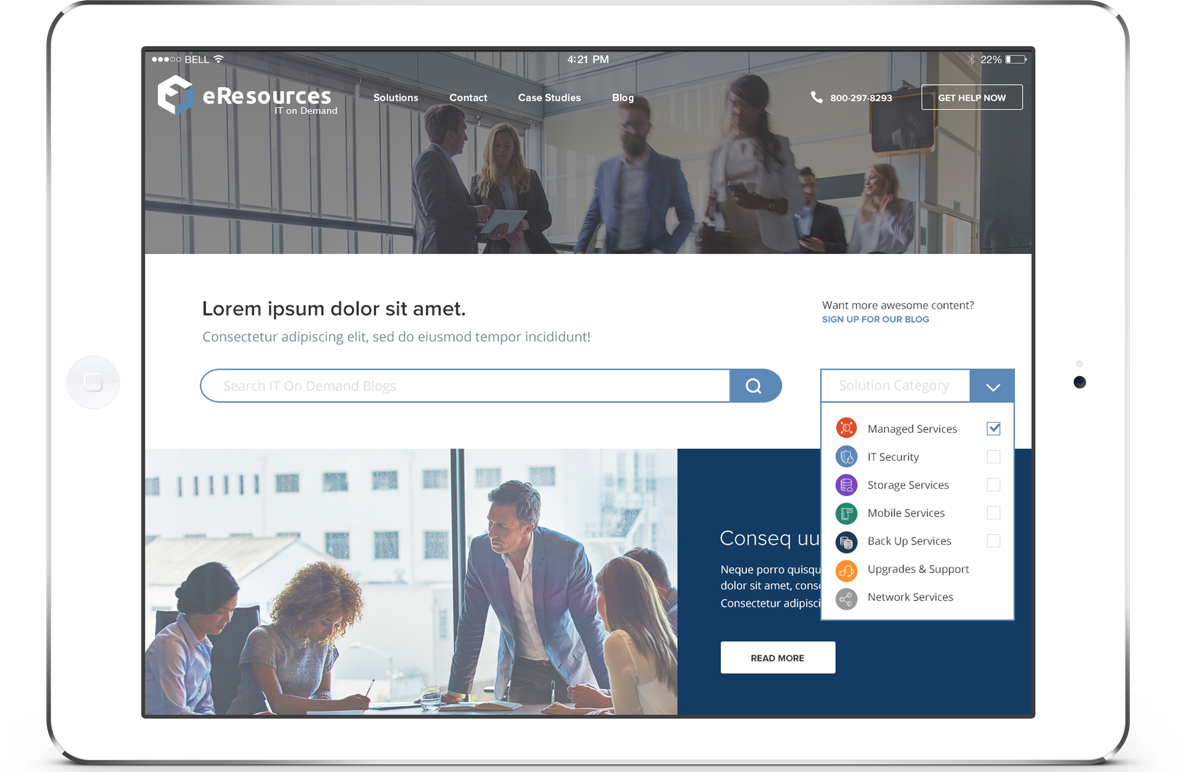 BELL
4:21 PM
22%
eResources
IT on Demand
Solutions
Contact
Case Studies
Blog
800-297-8293
GET HELP NOW
Lorem ipsum dolor sit amet.
Consectetur adipiscing elit, sed do eiusmod tempor incididunt!
Want more awesome content?
SIGN UP FOR OUR BLOG
Search IT On Demand Blogs
Solution Category
Managed Services
IT Security
Storage Services
Mobile Services
Back Up Services
Upgrades & Support
Network Services
Conseq uu
Neque porro quisqu
dolor sit amet, conse
Consectetur adipisci
READ MORE